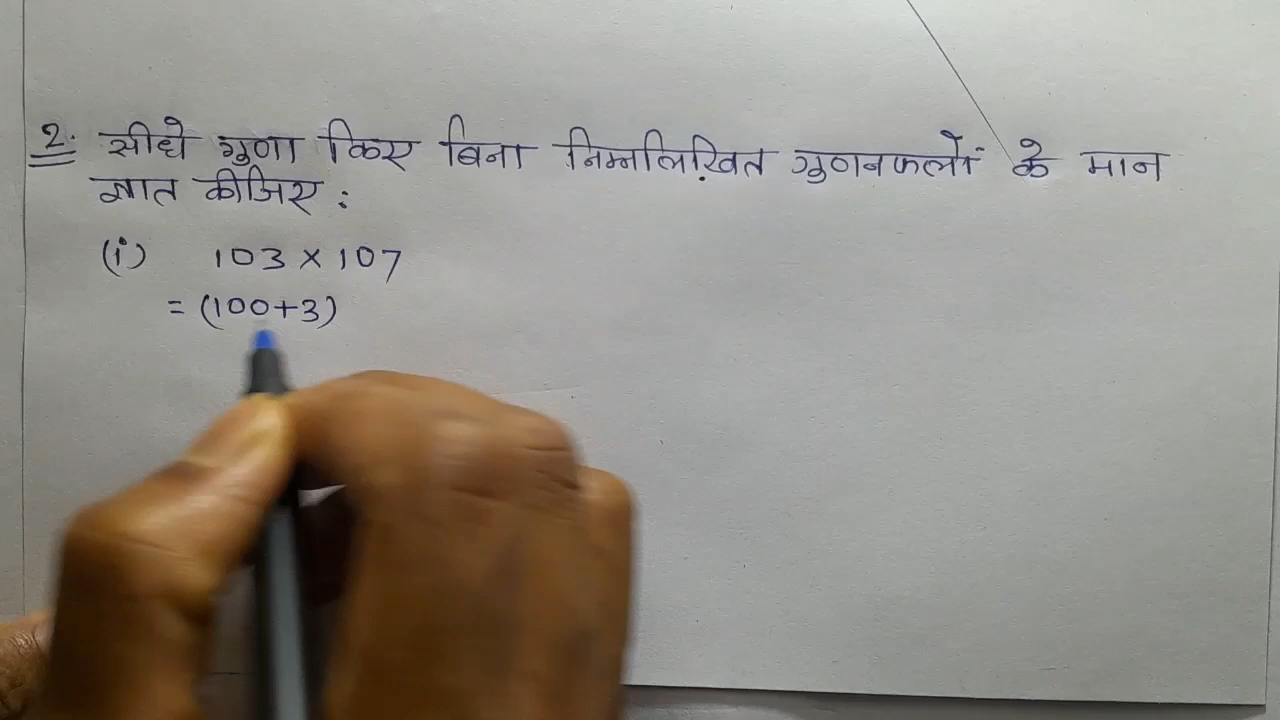 2. सीधे गुणा किए बिना निम्नलिख़ित गुणनफलों के मान
ज्ञात कीजिए :
(i) 103 × 107
= (100+3)